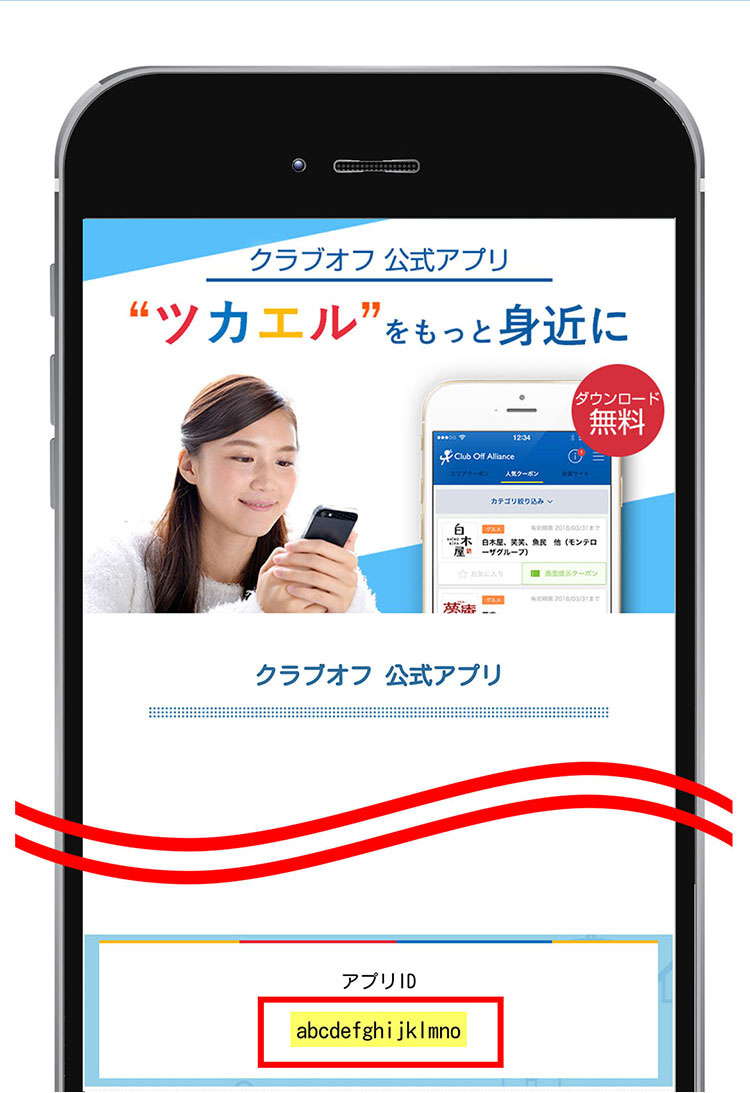 クラブオフ 公式アプリ
“ツカエル”をもっと身近に
ダウンロード
無料
12:34
Club Off Alliance
エリアクーポン 人気クーポン 会員サイト
カテゴリ絞り込み
白木屋
グルメ 有効期限 2016/03/31まで
白木屋、笑笑、魚民 他（モンテロ
ーザグループ）
お気に入り 画面提示クーポン
夢庵
グルメ 有効期限 2016/03/31まで
クラブオフ 公式アプリ
アプリID
abcdefghijklmno